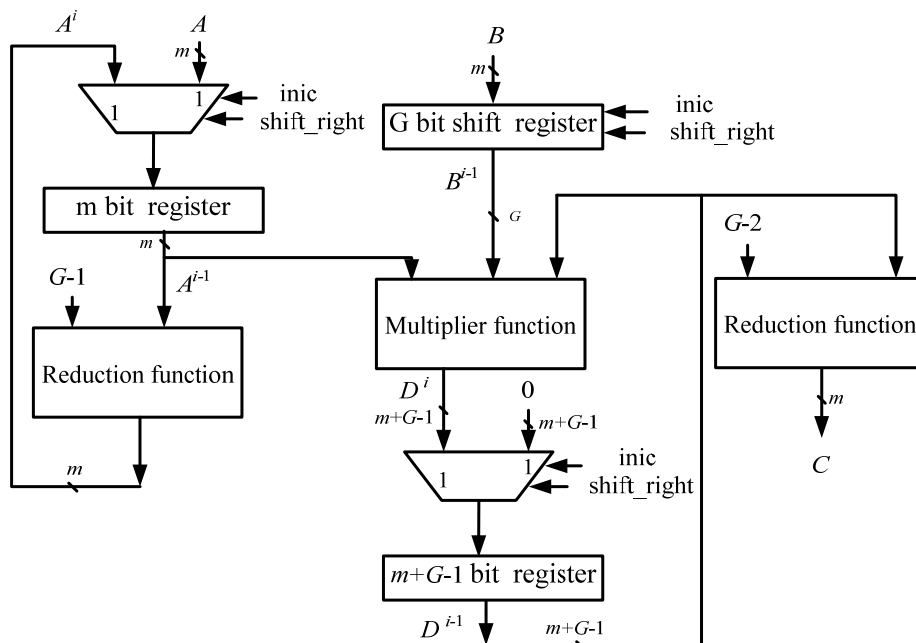 A^i
A
m
1
1
inic
shift_right
m bit register
m
G-1
A^{i-1}
Reduction function
m
B
m
G bit shift register
inic
shift_right
B^{i-1}
G
Multiplier function
D^i
0
m+G-1
m+G-1
1
1
inic
shift_right
m+G-1 bit register
D^{i-1}
m+G-1
G-2
Reduction function
m
C